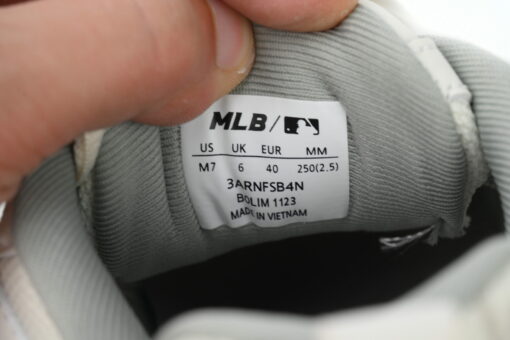 MLB
US UK EUR MM
M7 6 40 250(2.5)
3ARNFSB4N
BOLIM 1123
MADE IN VIETNAM